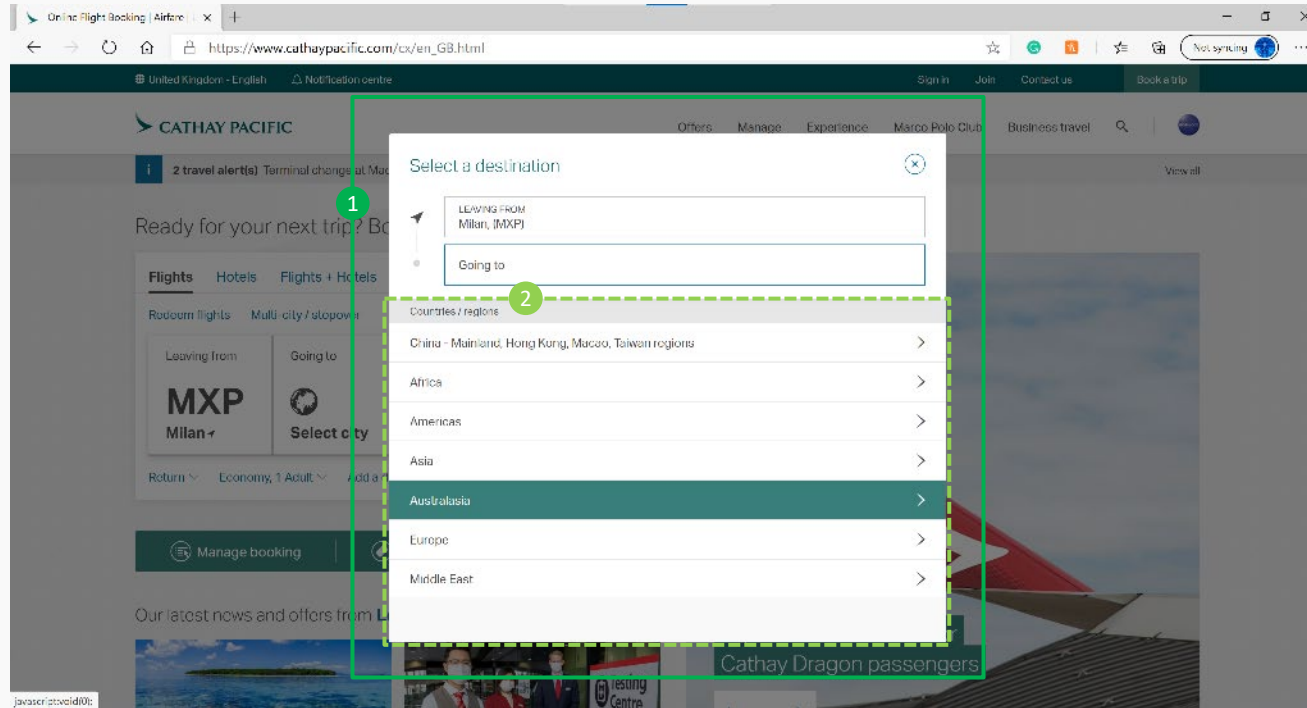 Online Flight Booking | Airfare |
https://www.cathaypacific.com/cx/en_GB.html
Not syncing
United Kingdom - English
Notification centre
Sign in
Join
Contact us
Book a trip
CATHAY PACIFIC
Offers
Manage
Experience
Marco Polo Club
Business travel
i
2 travel alert(s) Terminal change at Mac
View all
1
Ready for your next trip? Bo
Flights
Hotels
Flights + Hotels
Redeem flights
Multi-city / stopover
Leaving from
Going to
MXP
Milan
Select city
Return
Economy, 1 Adult
Add a
Manage booking
Our latest news and offers from L
Select a destination
LEAVING FROM
Milan, (MXP)
Going to
2
Countries / regions
China - Mainland, Hong Kong, Macao, Taiwan regions
Africa
Americas
Asia
Australasia
Europe
Middle East
Testing
Centre
Cathay Dragon passengers
javascript:void(0);